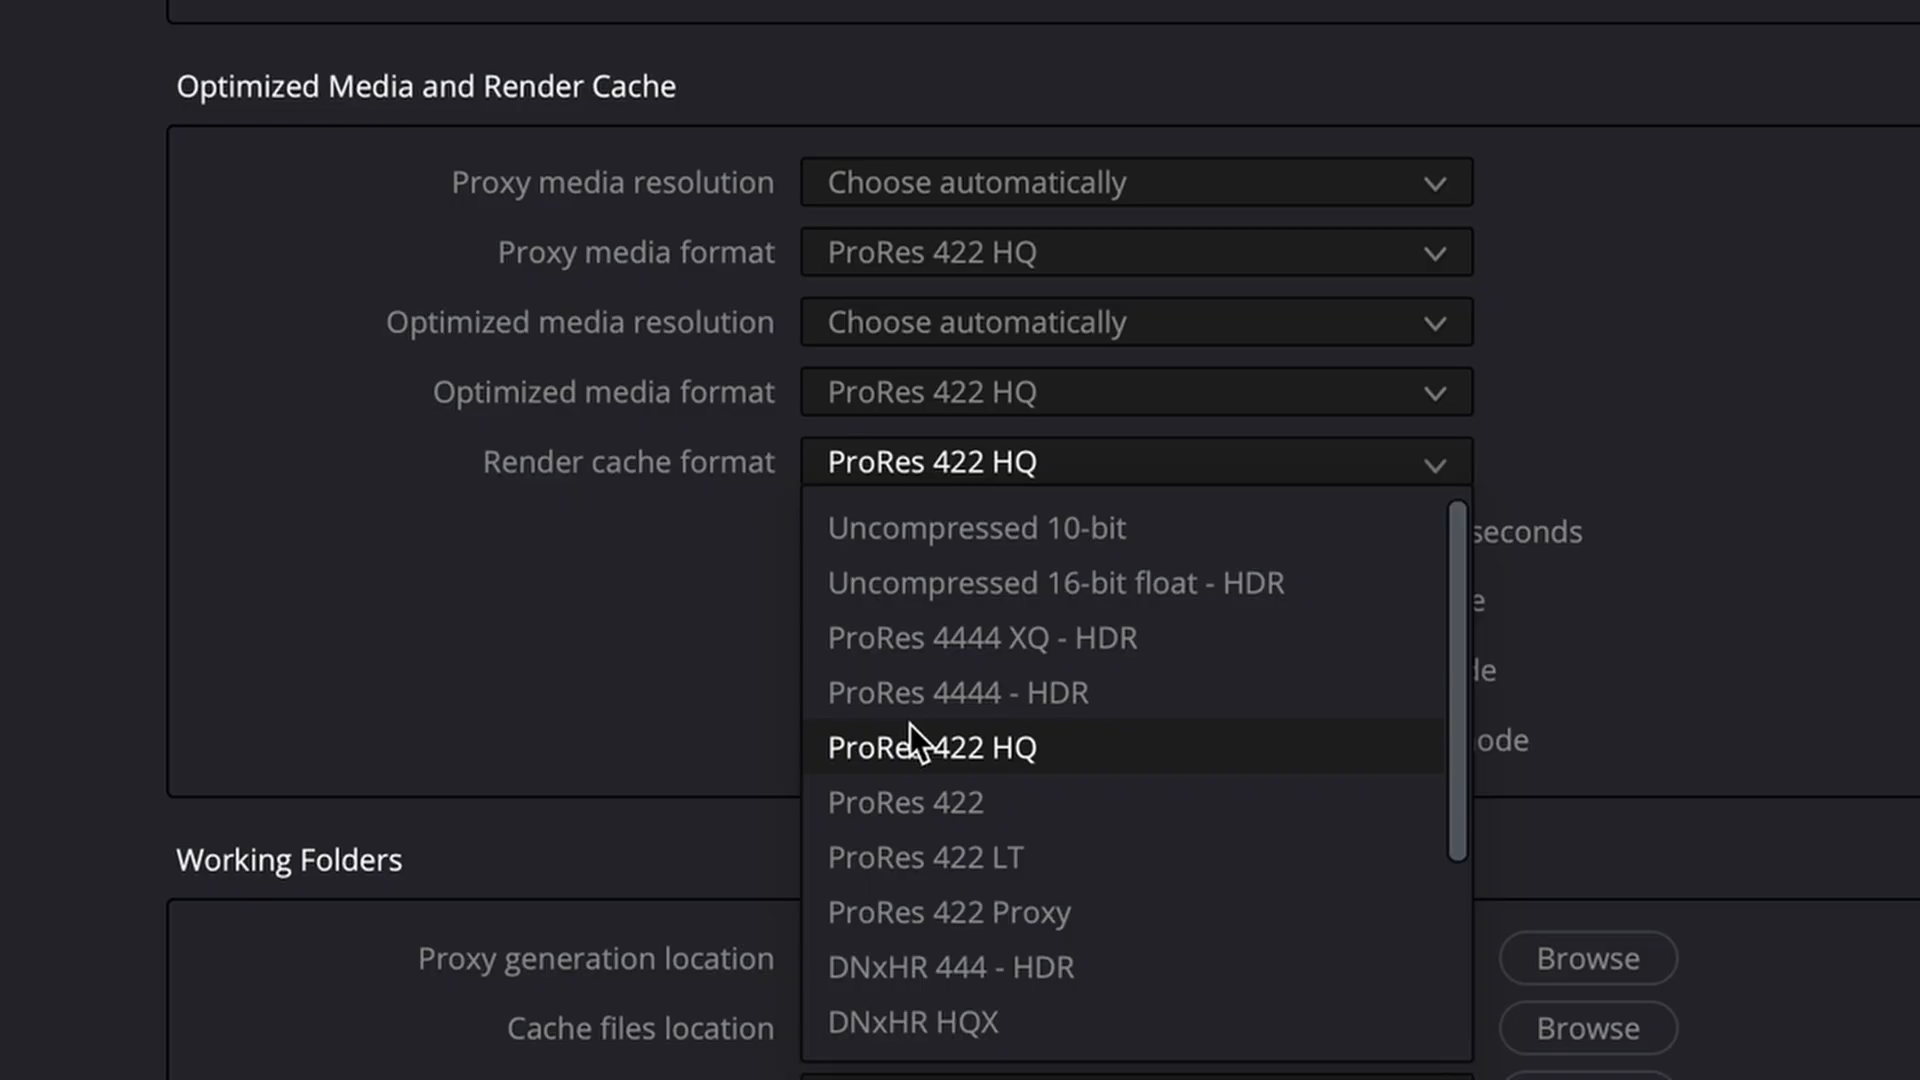 Optimized Media and Render Cache
Proxy media resolution Choose automatically
Proxy media format ProRes 422 HQ
Optimized media resolution Choose automatically
Optimized media format ProRes 422 HQ
Render cache format ProRes 422 HQ
Uncompressed 10-bit
seconds
Uncompressed 16-bit float - HDR
ProRes 4444 XQ - HDR
ProRes 4444 - HDR
ProRes 422 HQ
ProRes 422
ProRes 422 LT
ProRes 422 Proxy
DNxHR 444 - HDR
DNxHR HQX
Working Folders
Proxy generation location Browse
Cache files location Browse